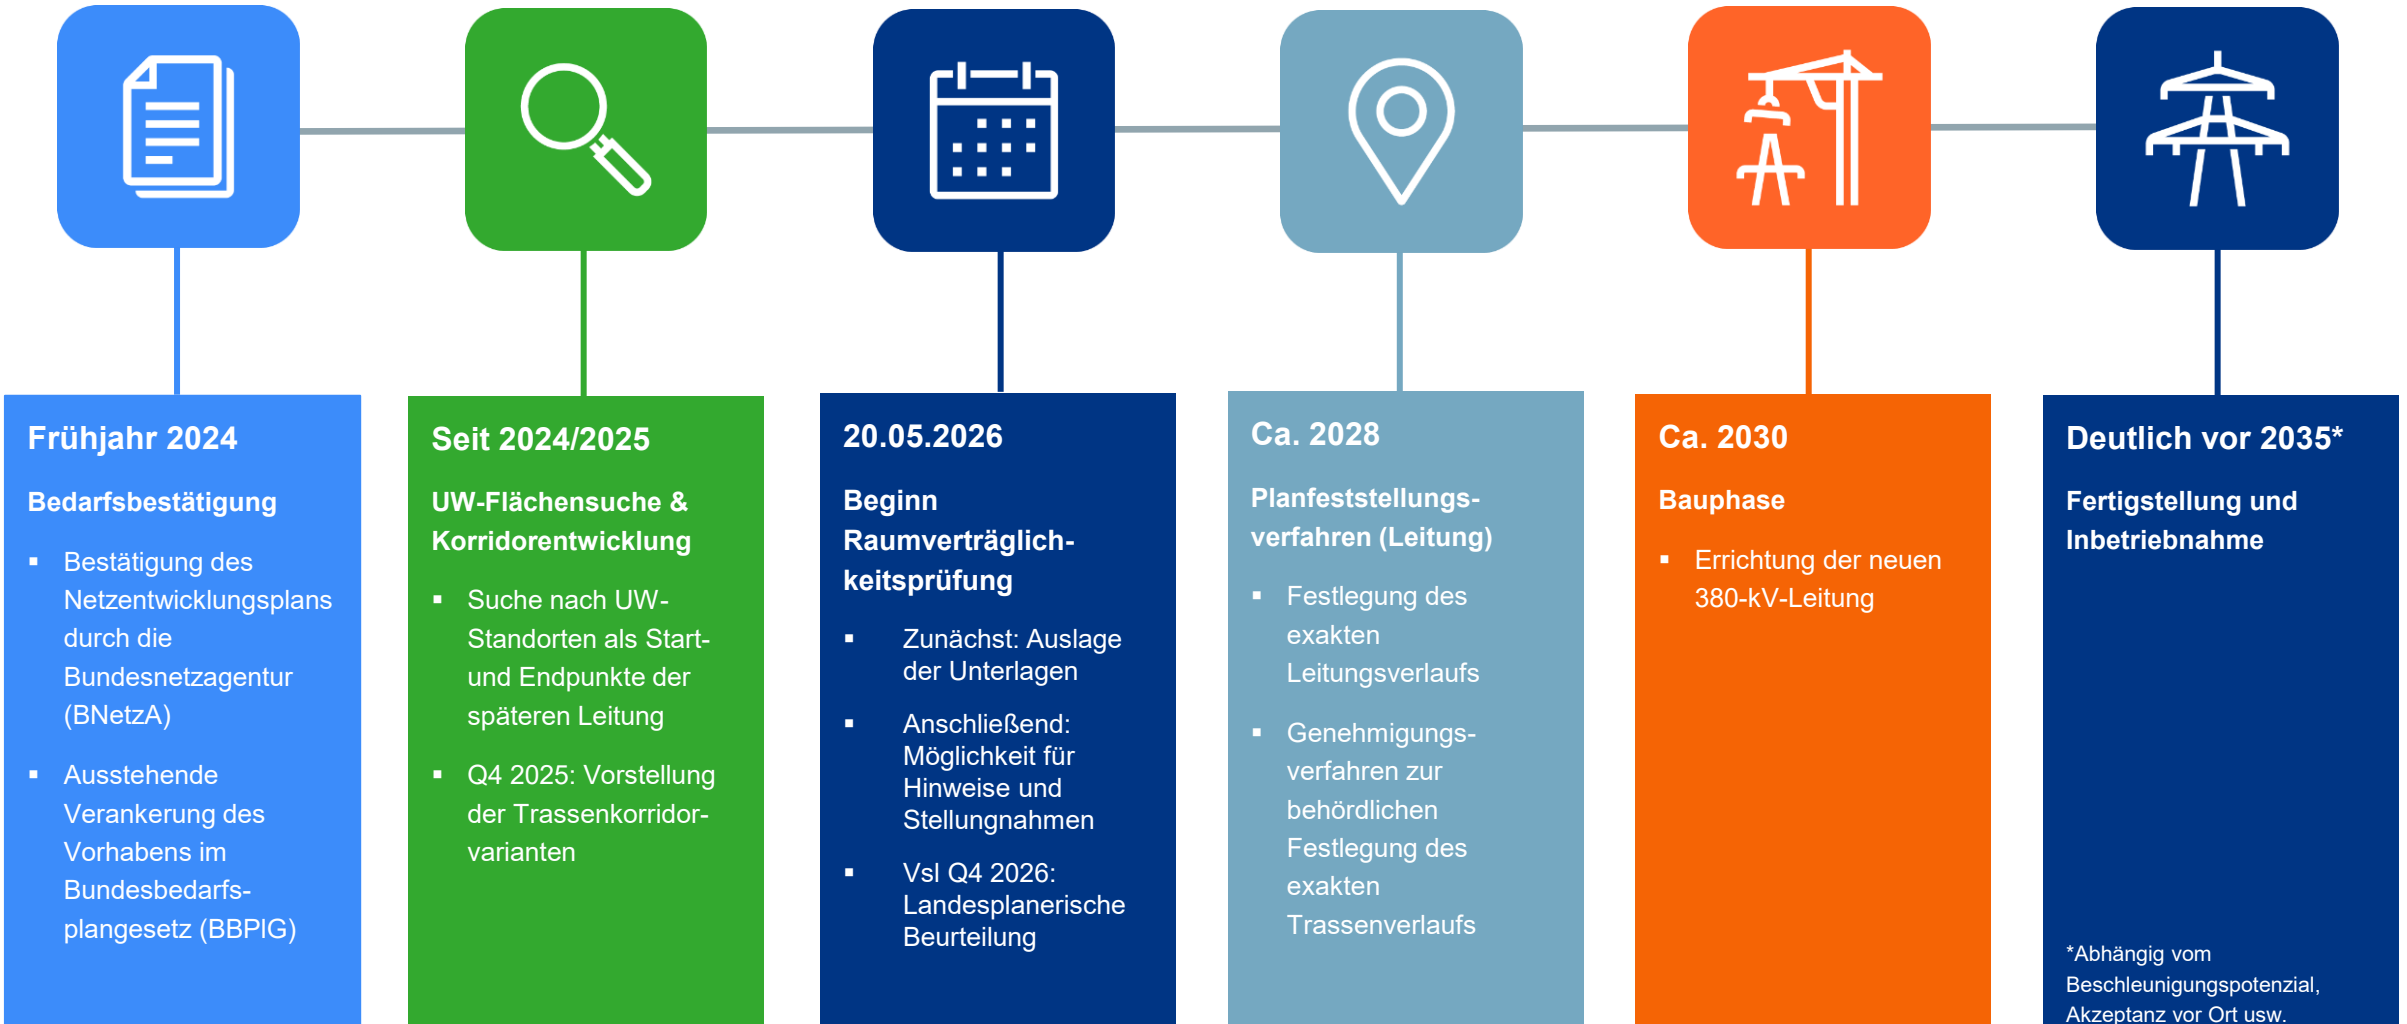 Frühjahr 2024
Bedarfsbestätigung
▪ Bestätigung des
Netzentwicklungsplans
durch die
Bundesnetzagentur
(BNetzA)
▪ Ausstehende
Verankerung des
Vorhabens im
Bundesbedarfs-
plangesetz (BBPlG)
Seit 2024/2025
UW-Flächensuche &
Korridorentwicklung
▪ Suche nach UW-
Standorten als Start-
und Endpunkte der
späteren Leitung
▪ Q4 2025: Vorstellung
der Trassenkorridor-
varianten
20.05.2026
Beginn
Raumverträglich-
keitsprüfung
▪ Zunächst: Auslage
der Unterlagen
▪ Anschließend:
Möglichkeit für
Hinweise und
Stellungnahmen
▪ Vsl Q4 2026:
Landesplanerische
Beurteilung
Ca. 2028
Planfeststellungs-
verfahren (Leitung)
▪ Festlegung des
exakten
Leitungsverlaufs
▪ Genehmigungs-
verfahren zur
behördlichen
Festlegung des
exakten
Trassenverlaufs
Ca. 2030
Bauphase
▪ Errichtung der neuen
380-kV-Leitung
Deutlich vor 2035*
Fertigstellung und
Inbetriebnahme
*Abhängig vom
Beschleunigungspotenzial,
Akzeptanz vor Ort usw.